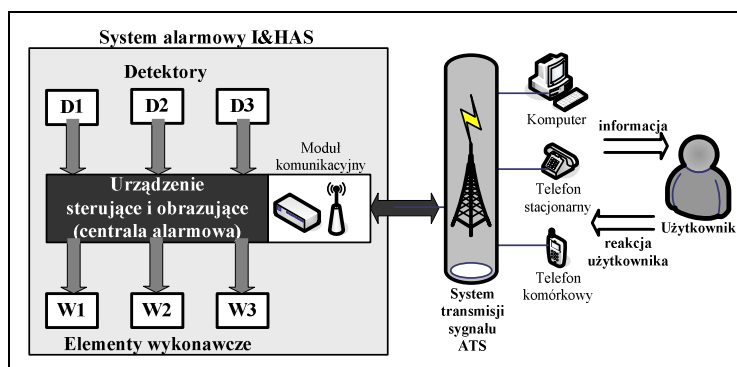 System alarmowy I&HAS
Detektory
D1 D2 D3
Moduł
komunikacyjny
Urządzenie
sterujące i obrazujące
(centrala alarmowa)
W1 W2 W3
Elementy wykonawcze
System
transmisji
sygnału
ATS
Komputer
Telefon
stacjonarny
Telefon
komórkowy
informacja
reakcja
użytkownika
Użytkownik